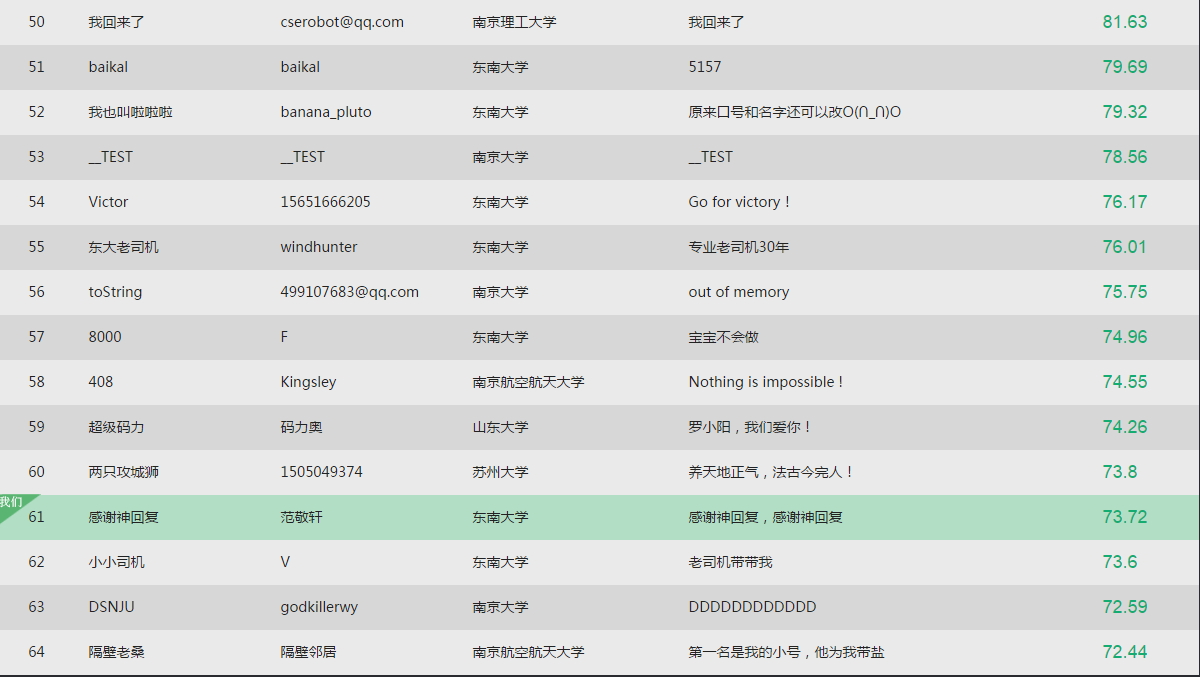 50 我回来了 cserobot@qq.com 南京理工大学 我回来了 81.63
51 baikal baikal 东南大学 5157 79.69
52 我也叫啦啦啦 banana_pluto 东南大学 原来口号和名字还可以改O(∩_∩)O 79.32
53 __TEST __TEST 南京大学 __TEST 78.56
54 Victor 15651666205 东南大学 Go for victory！ 76.17
55 东大老司机 windhunter 东南大学 专业老司机30年 76.01
56 toString 499107683@qq.com 南京大学 out of memory 75.75
57 8000 F 东南大学 宝宝不会做 74.96
58 408 Kingsley 南京航空航天大学 Nothing is impossible！ 74.55
59 超级码力 码力奥 山东大学 罗小阳，我们爱你！ 74.26
60 两只攻城狮 1505049374 苏州大学 养天地正气，法古今完人！ 73.8
我们
61 感谢神回复 范敬轩 东南大学 感谢神回复，感谢神回复 73.72
62 小小司机 V 东南大学 老司机带带我 73.6
63 DSNJU godkillerwy 南京大学 DDDDDDDDDDDD 72.59
64 隔壁老桑 隔壁邻居 南京航空航天大学 第一名是我的小号，他为我带盐 72.44